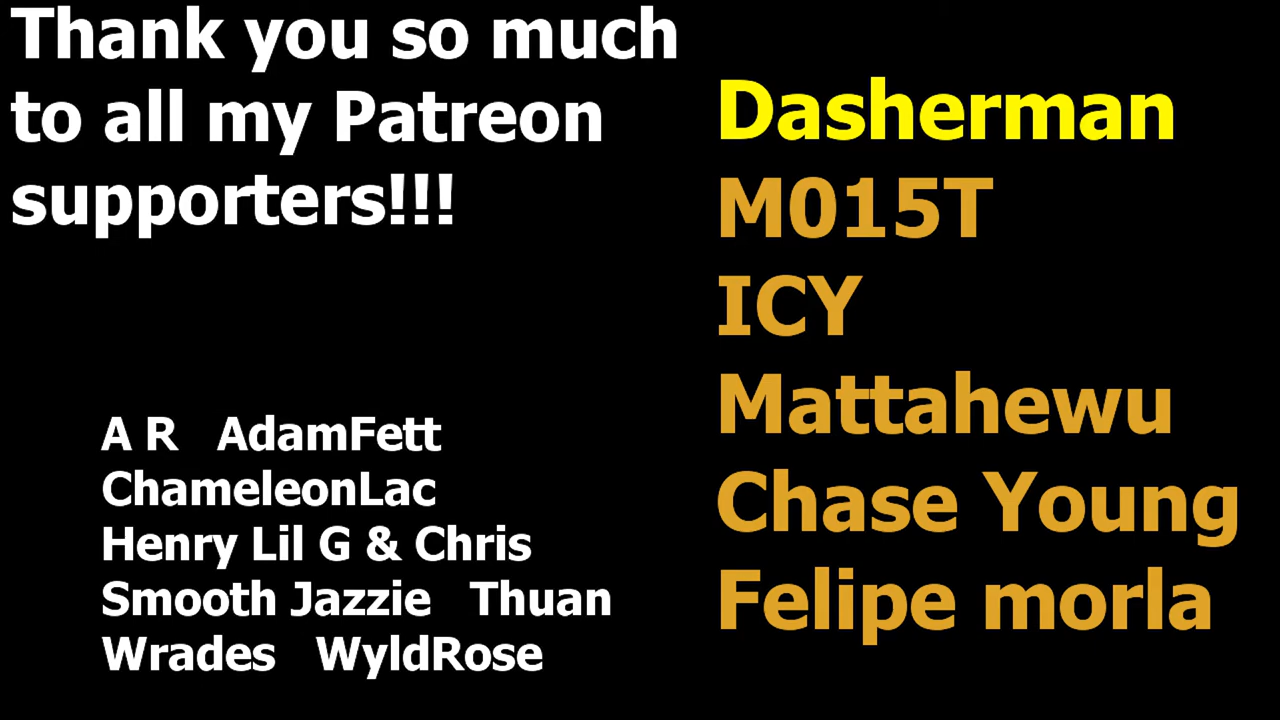 Thank you so much
to all my Patreon
supporters!!!
A R   AdamFett
ChameleonLac
Henry Lil G & Chris
Smooth Jazzie   Thuan
Wrades   WyldRose
Dasherman
M015T
ICY
Mattahewu
Chase Young
Felipe morla